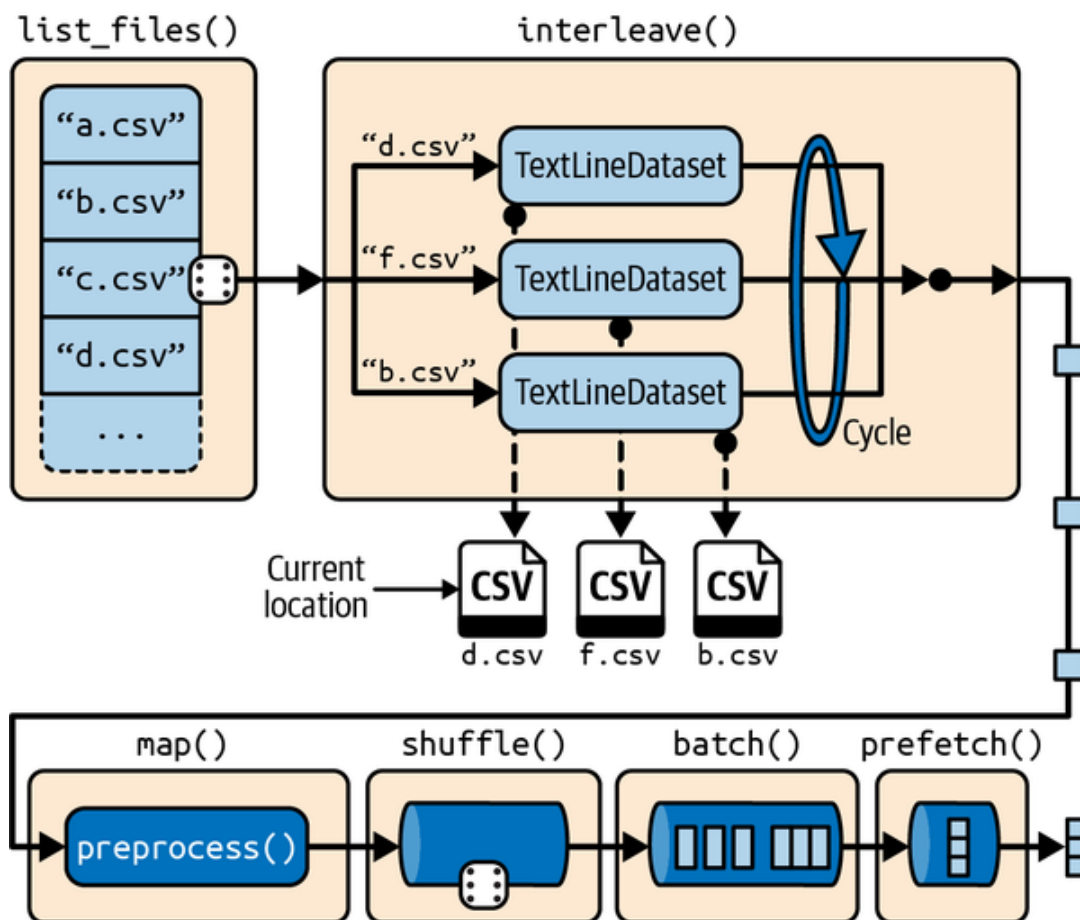 list_files()
interleave()
“a.csv”
“b.csv”
“c.csv”
“d.csv”
...
“d.csv”
TextLineDataset
“f.csv”
TextLineDataset
“b.csv”
TextLineDataset
Cycle
Current
location
CSV
CSV
CSV
d.csv
f.csv
b.csv
map()
shuffle()
batch()
prefetch()
preprocess()